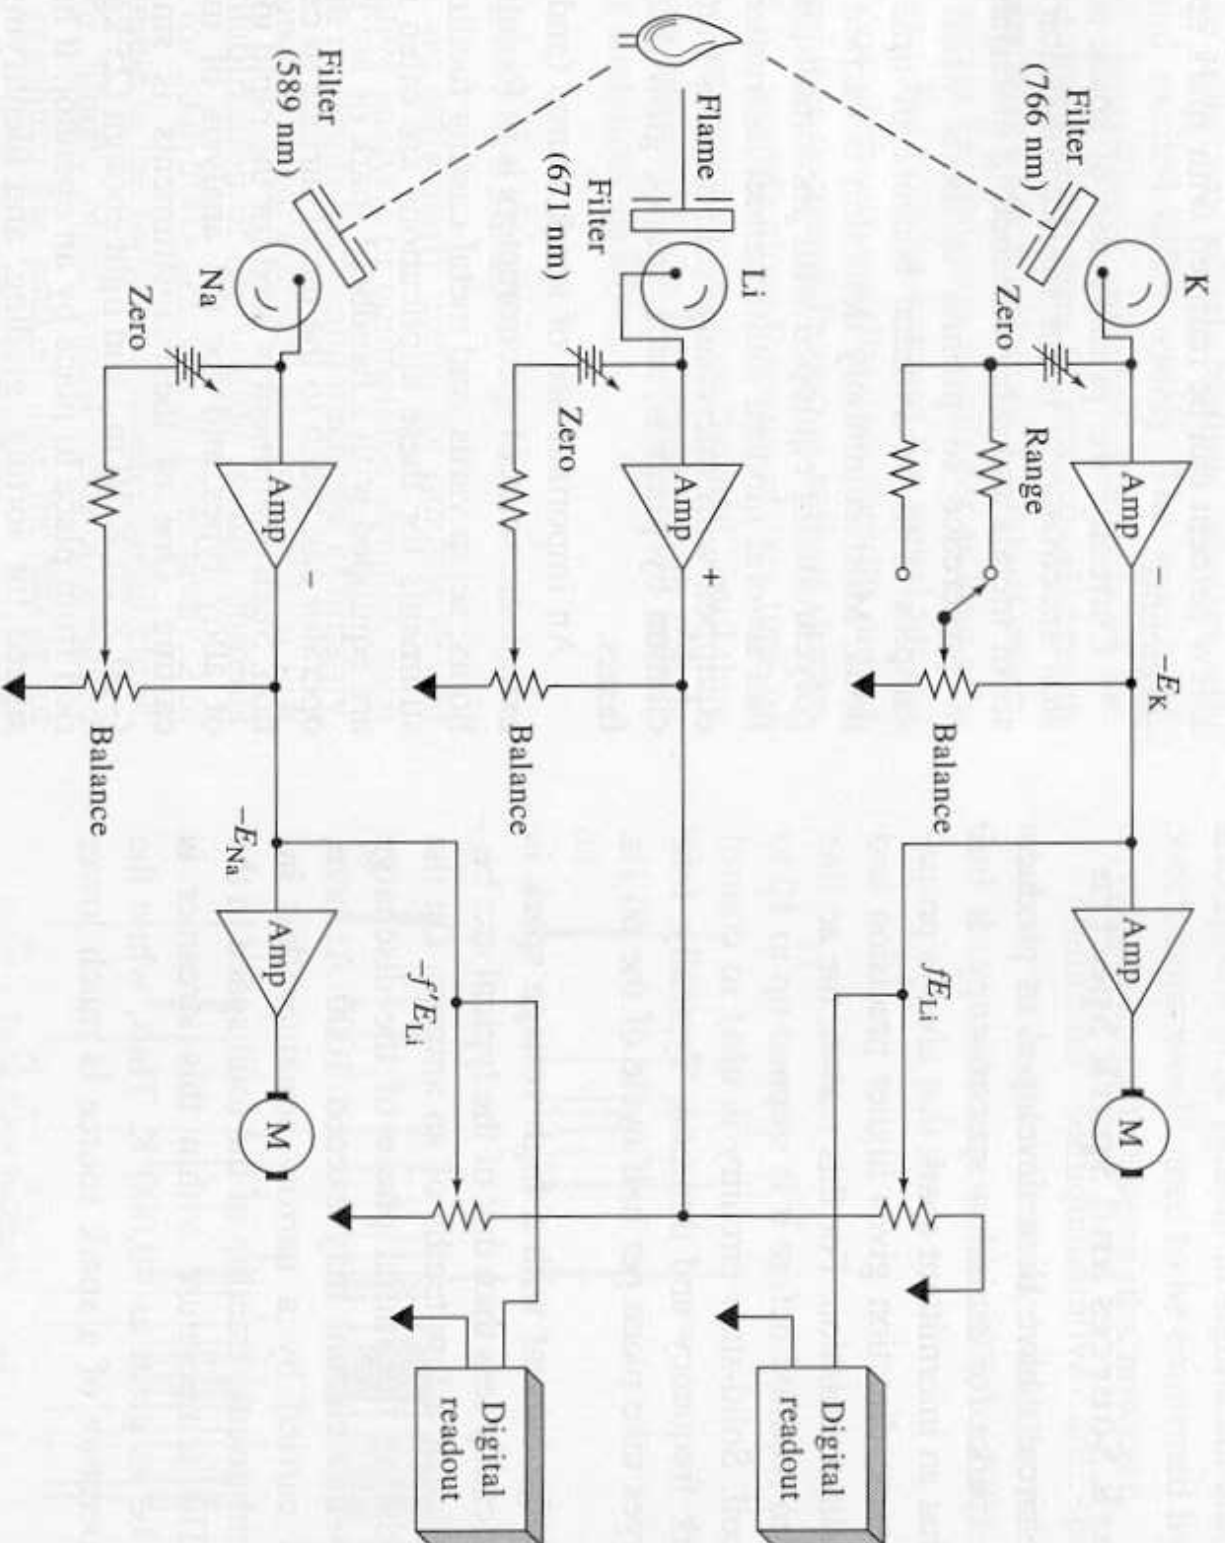 K
Filter
(766 nm)
Zero
Range
Amp
−
−E_K
Balance
Amp
M
fE_Li
Digital
readout
Flame
Li
Filter
(671 nm)
Zero
Amp
+
Balance
Filter
(589 nm)
Na
Zero
Amp
−
Balance
−E_Na
Amp
M
−f′E_Li
Digital
readout